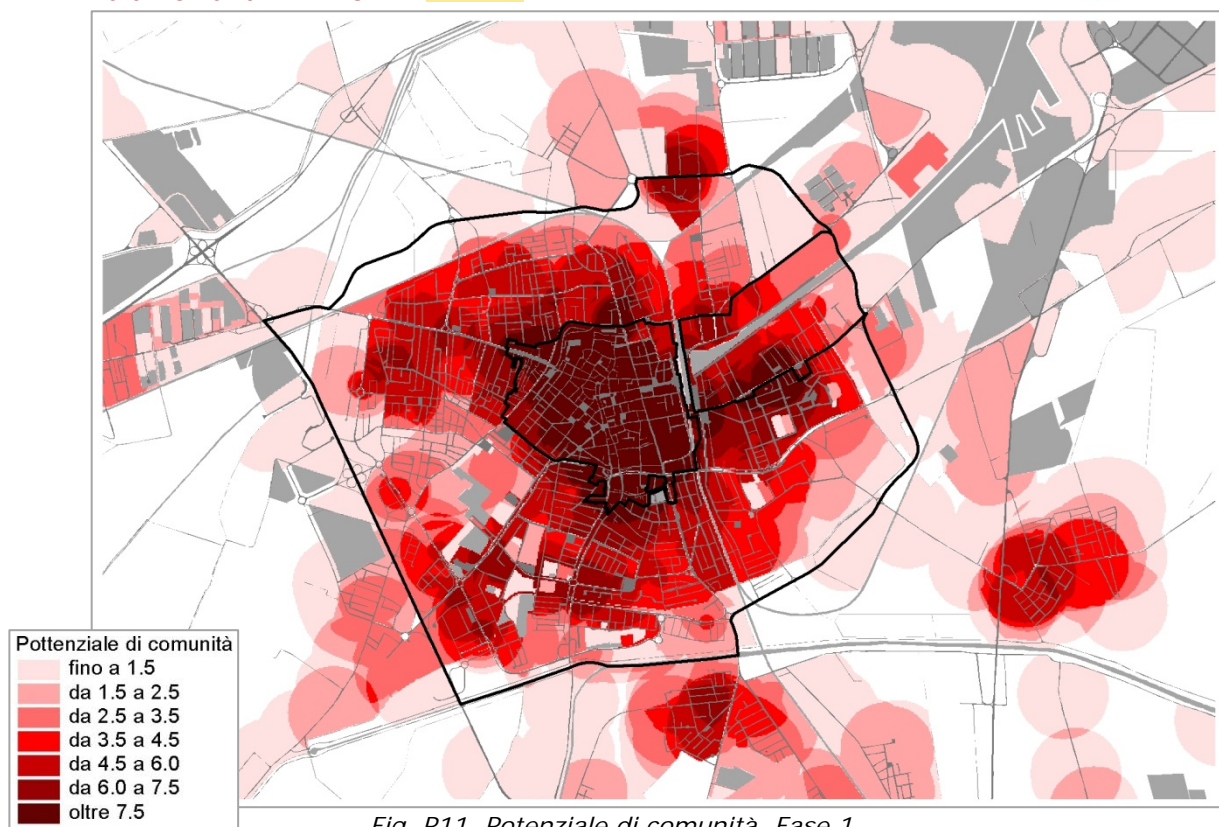 Pottenziale di comunità
fino a 1.5
da 1.5 a 2.5
da 2.5 a 3.5
da 3.5 a 4.5
da 4.5 a 6.0
da 6.0 a 7.5
oltre 7.5
Fig. R11. Potenziale di comunità. Fase 1